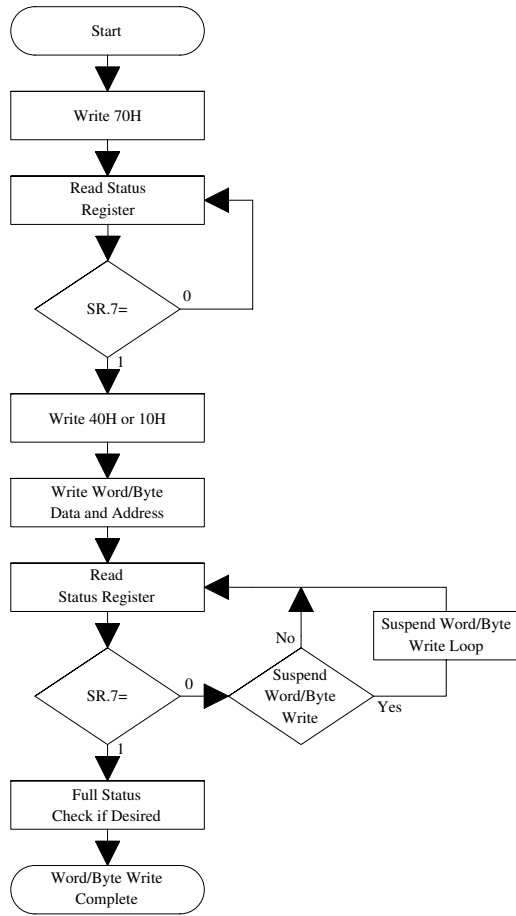 Start
Write 70H
Read Status
Register
SR.7=
0
1
Write 40H or 10H
Write Word/Byte
Data and Address
Read
Status Register
SR.7=
0
1
No
Suspend
Word/Byte
Write
Yes
Suspend Word/Byte
Write Loop
Full Status
Check if Desired
Word/Byte Write
Complete